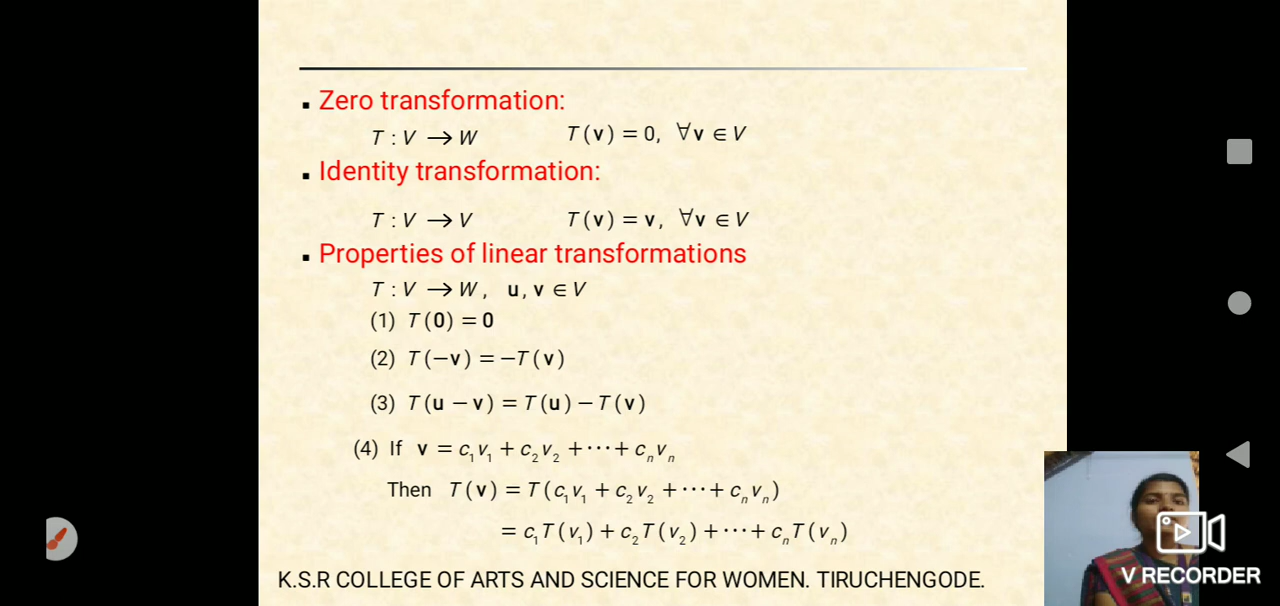 ▪ Zero transformation:
T : V → W    T(v) = 0, ∀v ∈ V
▪ Identity transformation:
T : V → V    T(v) = v, ∀v ∈ V
▪ Properties of linear transformations
T : V → W, u, v ∈ V
(1) T(0) = 0
(2) T(−v) = −T(v)
(3) T(u − v) = T(u) − T(v)
(4) If v = c₁v₁ + c₂v₂ + ⋯ + cₙvₙ
Then T(v) = T(c₁v₁ + c₂v₂ + ⋯ + cₙvₙ)
= c₁T(v₁) + c₂T(v₂) + ⋯ + cₙT(vₙ)
K.S.R COLLEGE OF ARTS AND SCIENCE FOR WOMEN. TIRUCHENGODE.
V RECORDER